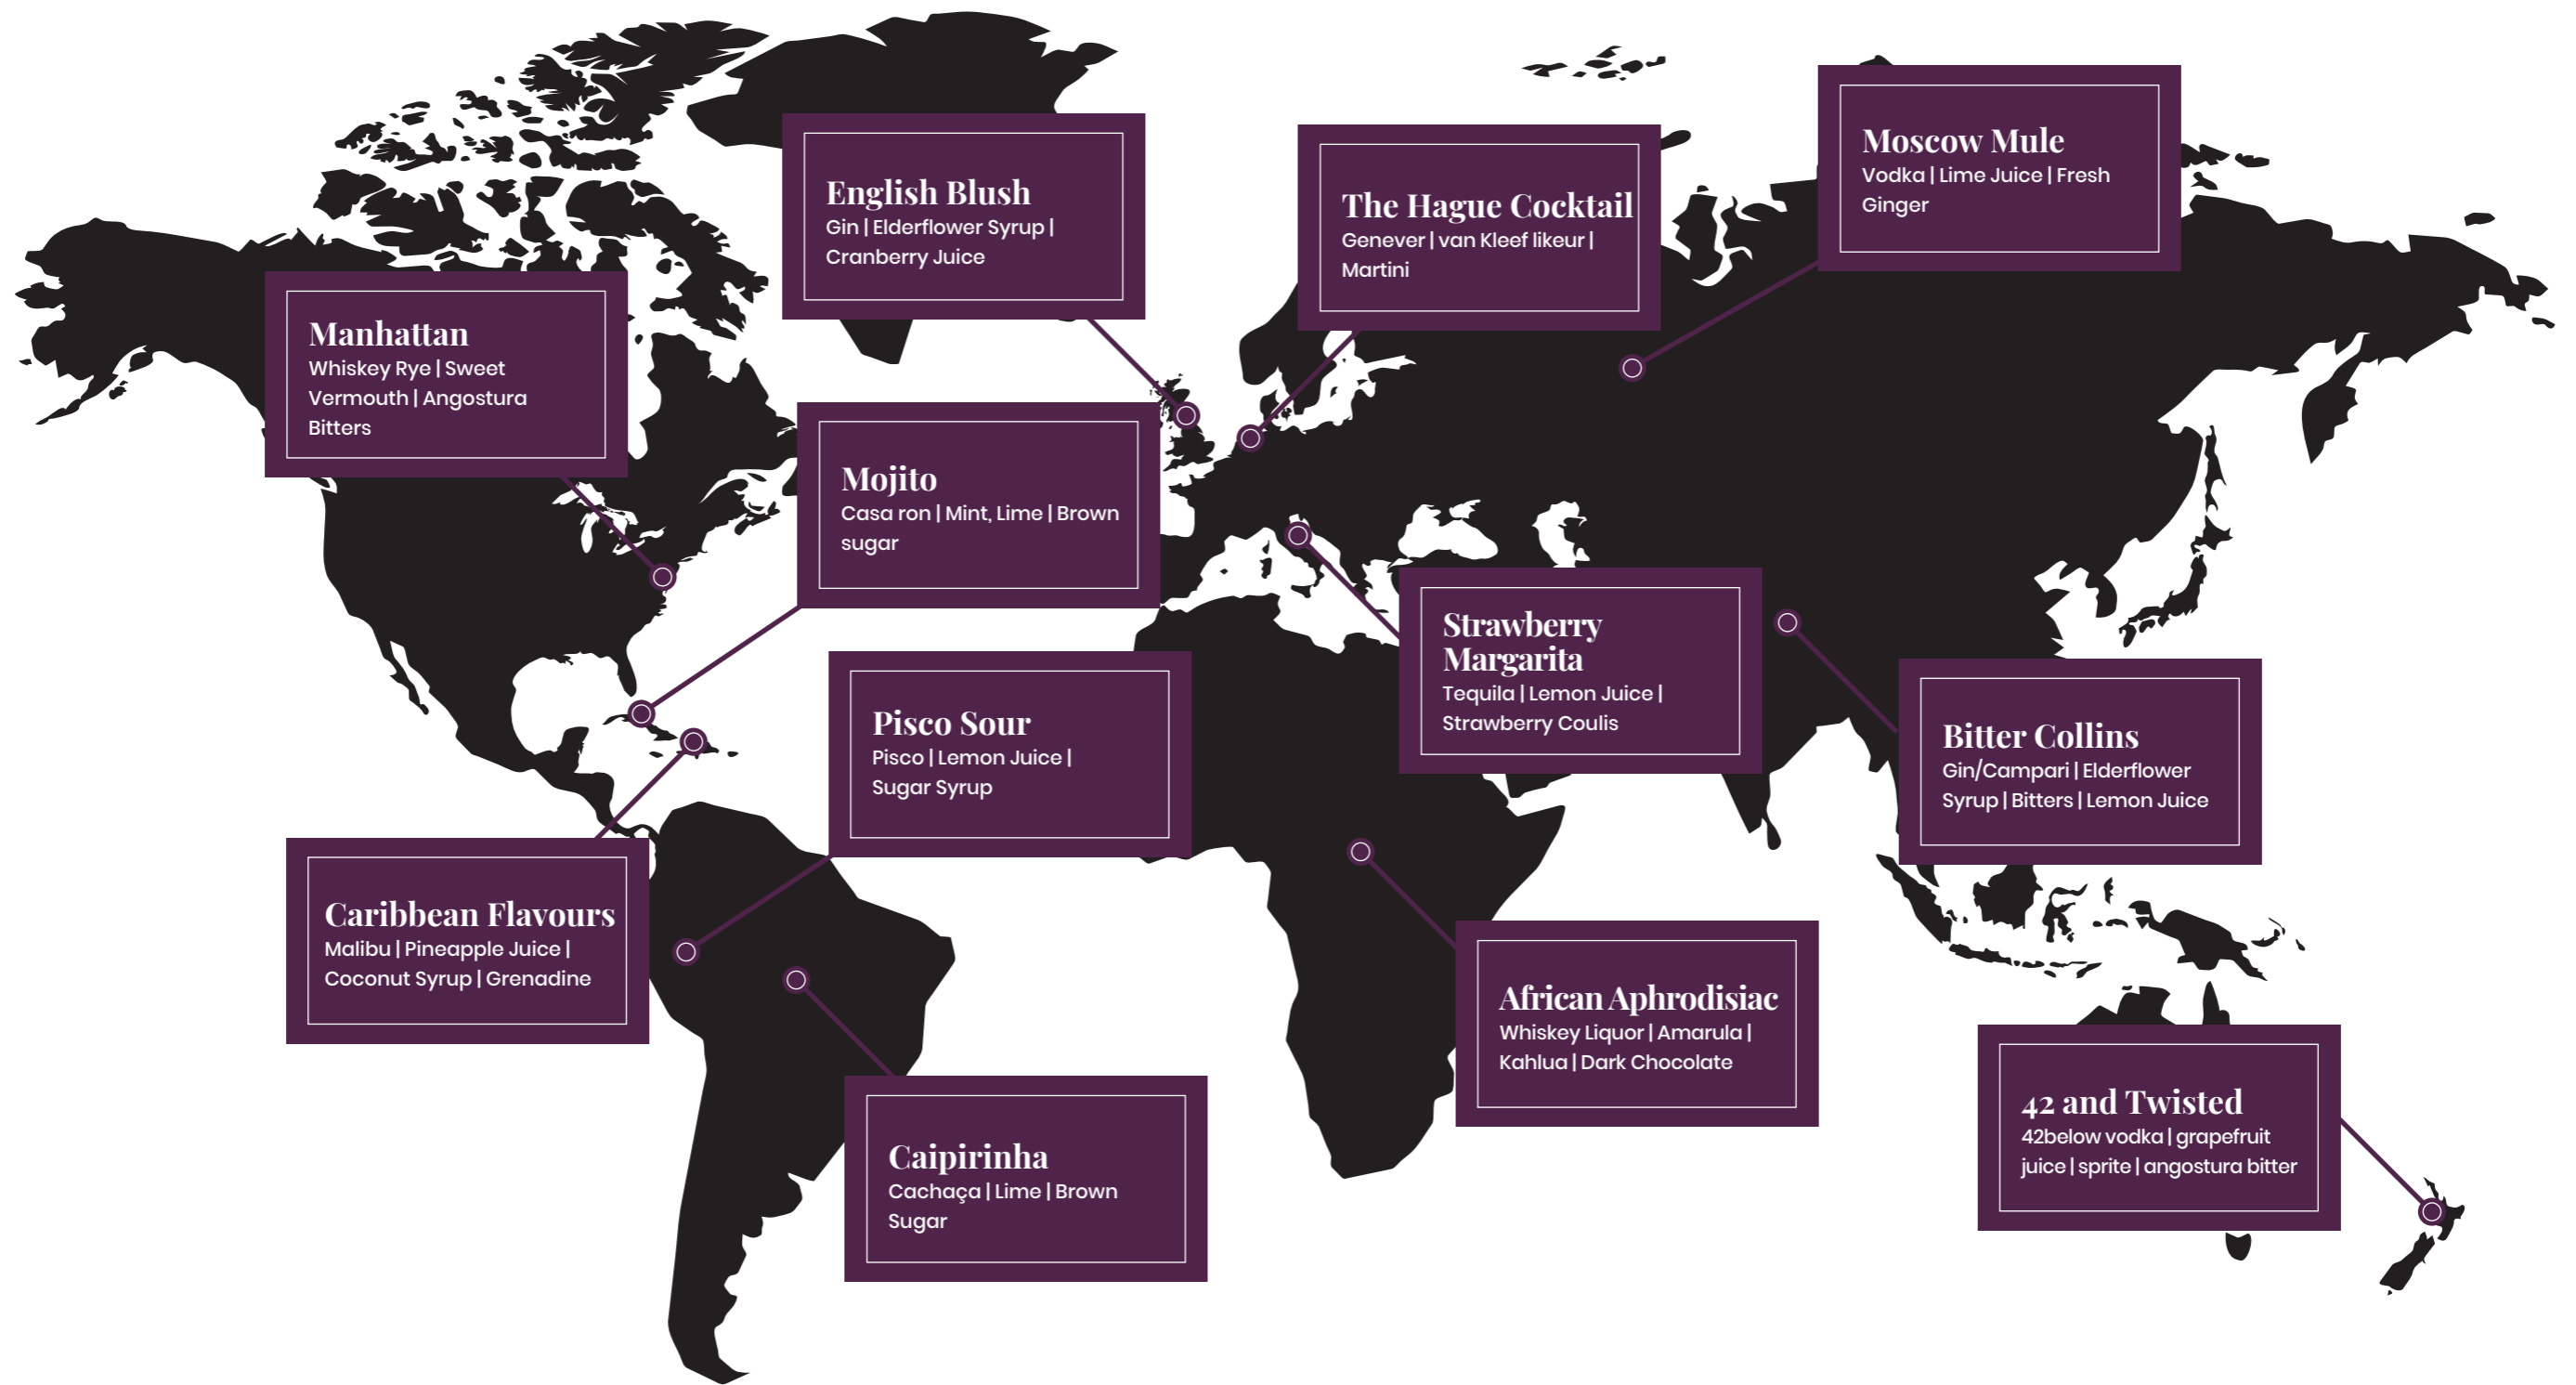 Moscow Mule
Vodka | Lime Juice | Fresh
Ginger
English Blush
Gin | Elderflower Syrup |
Cranberry Juice
The Hague Cocktail
Genever | van Kleef likeur |
Martini
Manhattan
Whiskey Rye | Sweet
Vermouth | Angostura
Bitters
Mojito
Casa ron | Mint, Lime | Brown
sugar
Strawberry
Margarita
Tequila | Lemon Juice |
Strawberry Coulis
Pisco Sour
Pisco | Lemon Juice |
Sugar Syrup
Bitter Collins
Gin/Campari | Elderflower
Syrup | Bitters | Lemon Juice
Caribbean Flavours
Malibu | Pineapple Juice |
Coconut Syrup | Grenadine
African Aphrodisiac
Whiskey Liquor | Amarula |
Kahlua | Dark Chocolate
42 and Twisted
42below vodka | grapefruit
juice | sprite | angostura bitter
Caipirinha
Cachaça | Lime | Brown
Sugar